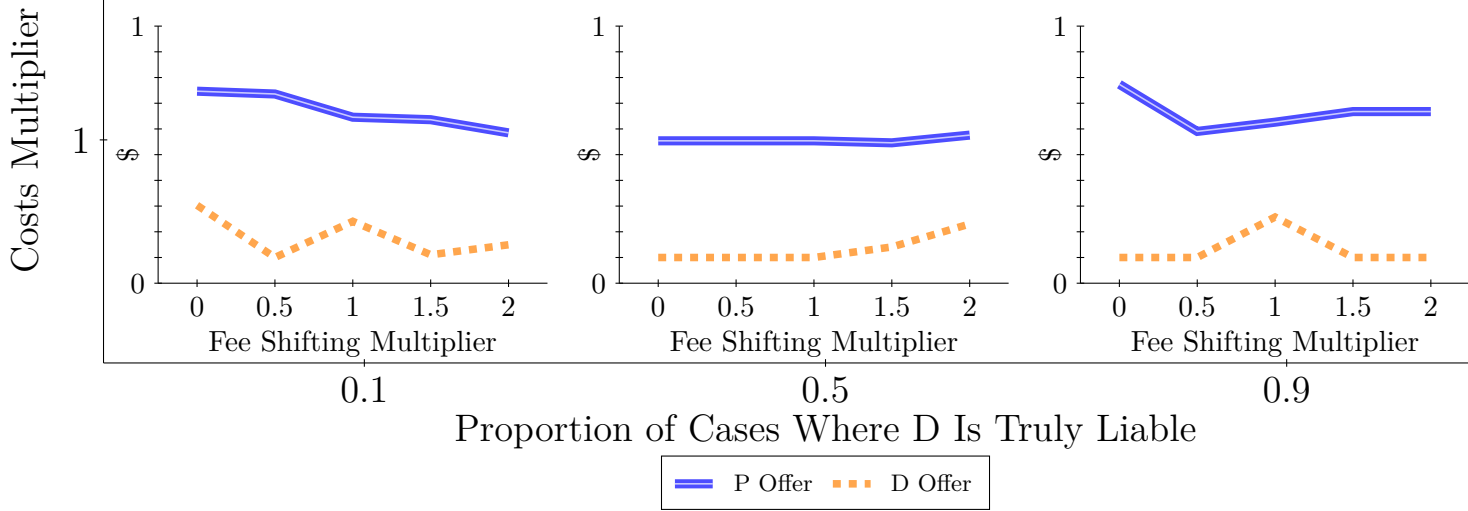 Costs Multiplier
1
1
$
0
0 0.5 1 1.5 2
Fee Shifting Multiplier
1
$
0
0 0.5 1 1.5 2
Fee Shifting Multiplier
1
$
0
0 0.5 1 1.5 2
Fee Shifting Multiplier
0.1 0.5 0.9
Proportion of Cases Where D Is Truly Liable
P Offer D Offer